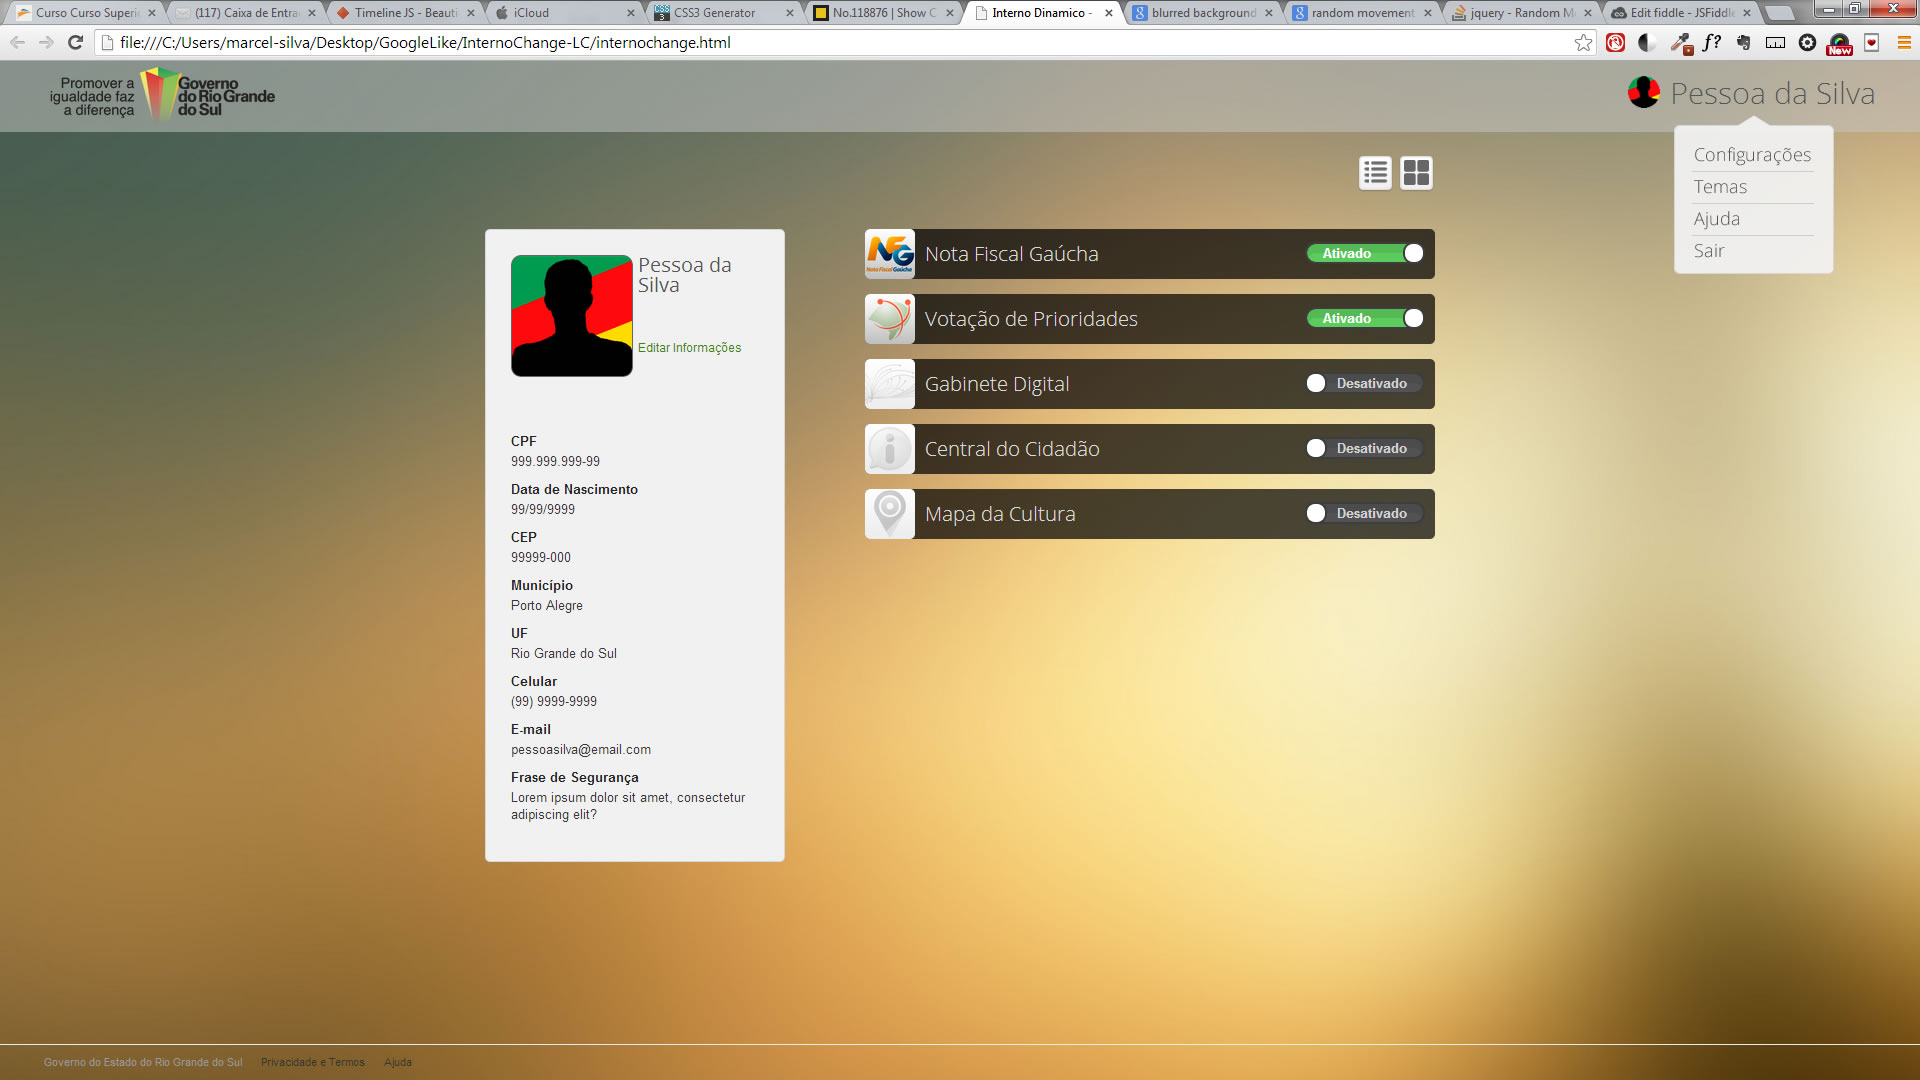 Curso Curso Superi
(117) Caixa de Entra
Timeline JS - Beauti
iCloud
CSS3 Generator
No.118876 | Show C
Interno Dinamico -
blurred background
random movement
jquery - Random M
Edit fiddle - JSFiddle
file:///C:/Users/marcel-silva/Desktop/GoogleLike/InternoChange-LC/internochange.html
f?
New
Promover a
igualdade faz
a diferença
Governo
do Rio Grande
do Sul
Pessoa da Silva
Configurações
Temas
Ajuda
Sair
Pessoa da
Silva
Editar Informações
CPF
999.999.999-99
Data de Nascimento
99/99/9999
CEP
99999-000
Município
Porto Alegre
UF
Rio Grande do Sul
Celular
(99) 9999-9999
E-mail
pessoasilva@email.com
Frase de Segurança
Lorem ipsum dolor sit amet, consectetur
adipiscing elit?
NFG
Nota Fiscal Gaúcha
Nota Fiscal Gaúcha
Ativado
Votação de Prioridades
Ativado
Gabinete Digital
Desativado
Central do Cidadão
Desativado
Mapa da Cultura
Desativado
Governo do Estado do Rio Grande do Sul
Privacidade e Termos
Ajuda